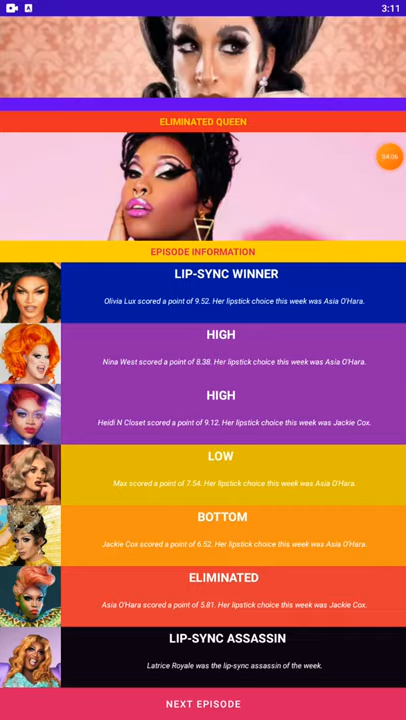 3:11
ELIMINATED QUEEN
04:06
EPISODE INFORMATION
LIP-SYNC WINNER
Olivia Lux scored a point of 9.52. Her lipstick choice this week was Asia O'Hara.
HIGH
Nina West scored a point of 8.38. Her lipstick choice this week was Asia O'Hara.
HIGH
Heidi N Closet scored a point of 9.12. Her lipstick choice this week was Jackie Cox.
LOW
Max scored a point of 7.54. Her lipstick choice this week was Asia O'Hara.
BOTTOM
Jackie Cox scored a point of 6.52. Her lipstick choice this week was Asia O'Hara.
ELIMINATED
Asia O'Hara scored a point of 5.81. Her lipstick choice this week was Jackie Cox.
LIP-SYNC ASSASSIN
Latrice Royale was the lip-sync assassin of the week.
NEXT EPISODE